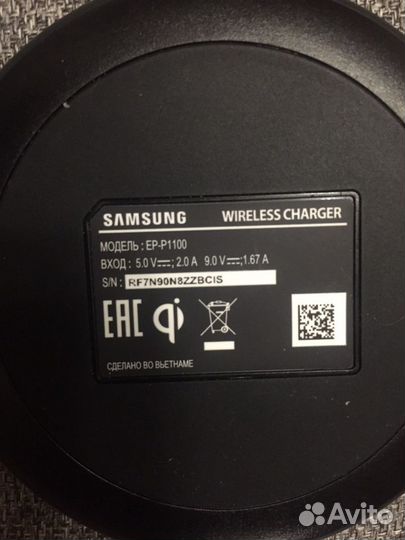 SAMSUNG WIRELESS CHARGER
МОДЕЛЬ : EP-P1100
ВХОД : 5.0 V⎓; 2.0 A 9.0 V⎓;1.67 A
S/N : RF7N90N8ZZBCIS
EAC qi
СДЕЛАНО ВО ВЬЕТНАМЕ
Avito